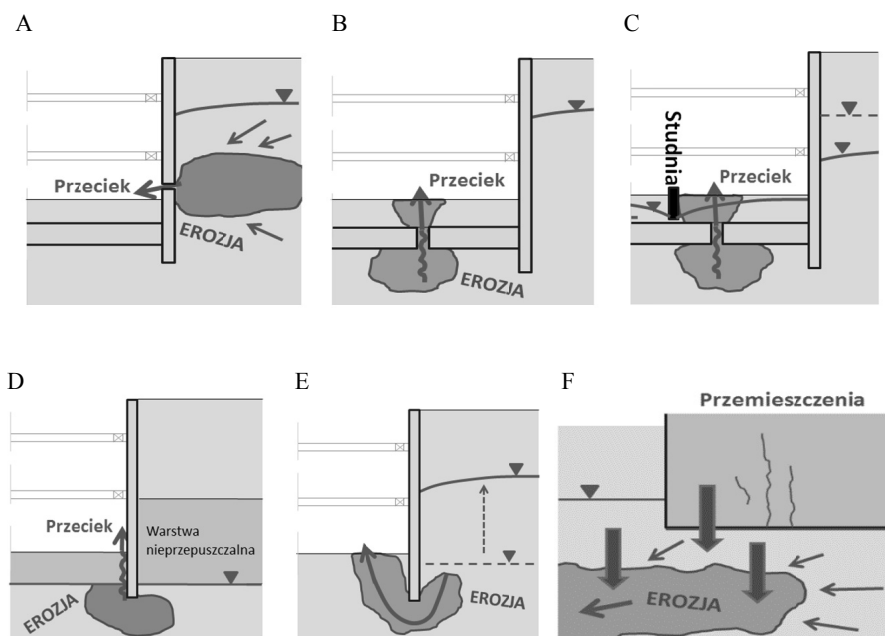 A
Przeciek
EROZJA
B
Przeciek
EROZJA
C
Studnia
Przeciek
D
Przeciek
Warstwa
nieprzepuszczalna
EROZJA
E
EROZJA
F
Przemieszczenia
EROZJA